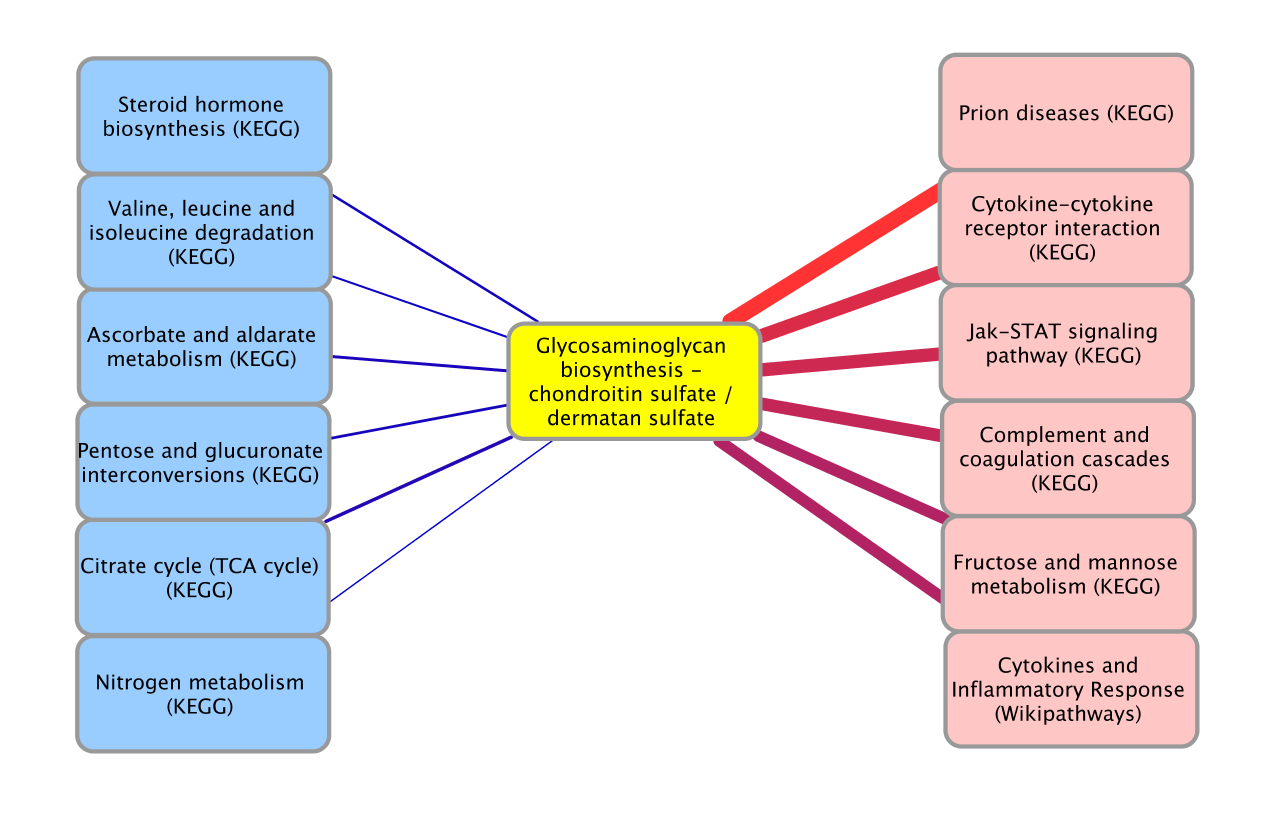 Steroid hormone
biosynthesis (KEGG)
Valine, leucine and
isoleucine degradation
(KEGG)
Ascorbate and aldarate
metabolism (KEGG)
Pentose and glucuronate
interconversions (KEGG)
Citrate cycle (TCA cycle)
(KEGG)
Nitrogen metabolism
(KEGG)
Glycosaminoglycan
biosynthesis –
chondroitin sulfate /
dermatan sulfate
Prion diseases (KEGG)
Cytokine–cytokine
receptor interaction
(KEGG)
Jak–STAT signaling
pathway (KEGG)
Complement and
coagulation cascades
(KEGG)
Fructose and mannose
metabolism (KEGG)
Cytokines and
Inflammatory Response
(Wikipathways)